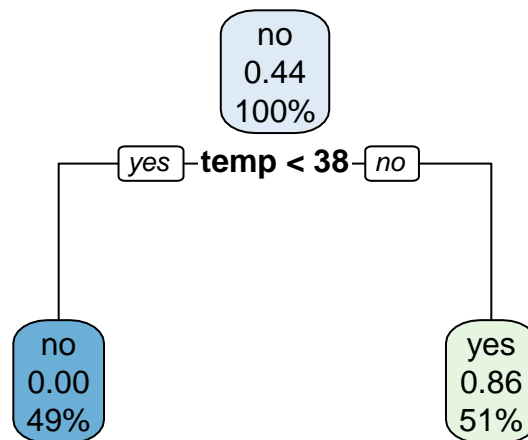 no
0.44
100%
yes temp < 38 no
no
0.00
49%
yes
0.86
51%